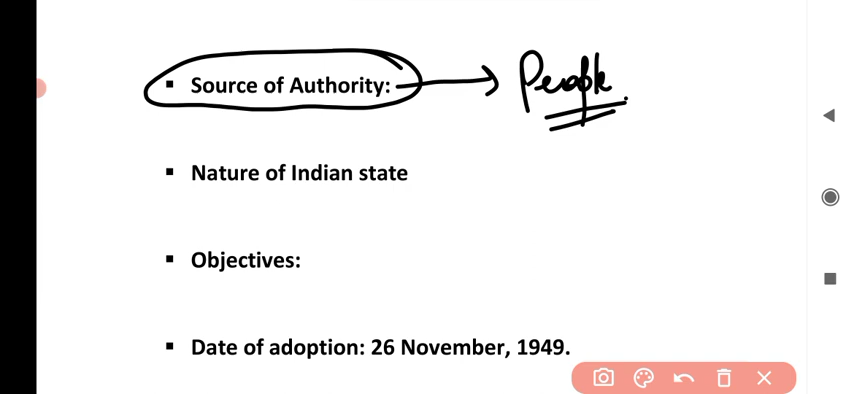 ▪ Source of Authority: → People.
▪ Nature of Indian state
▪ Objectives:
▪ Date of adoption: 26 November, 1949.